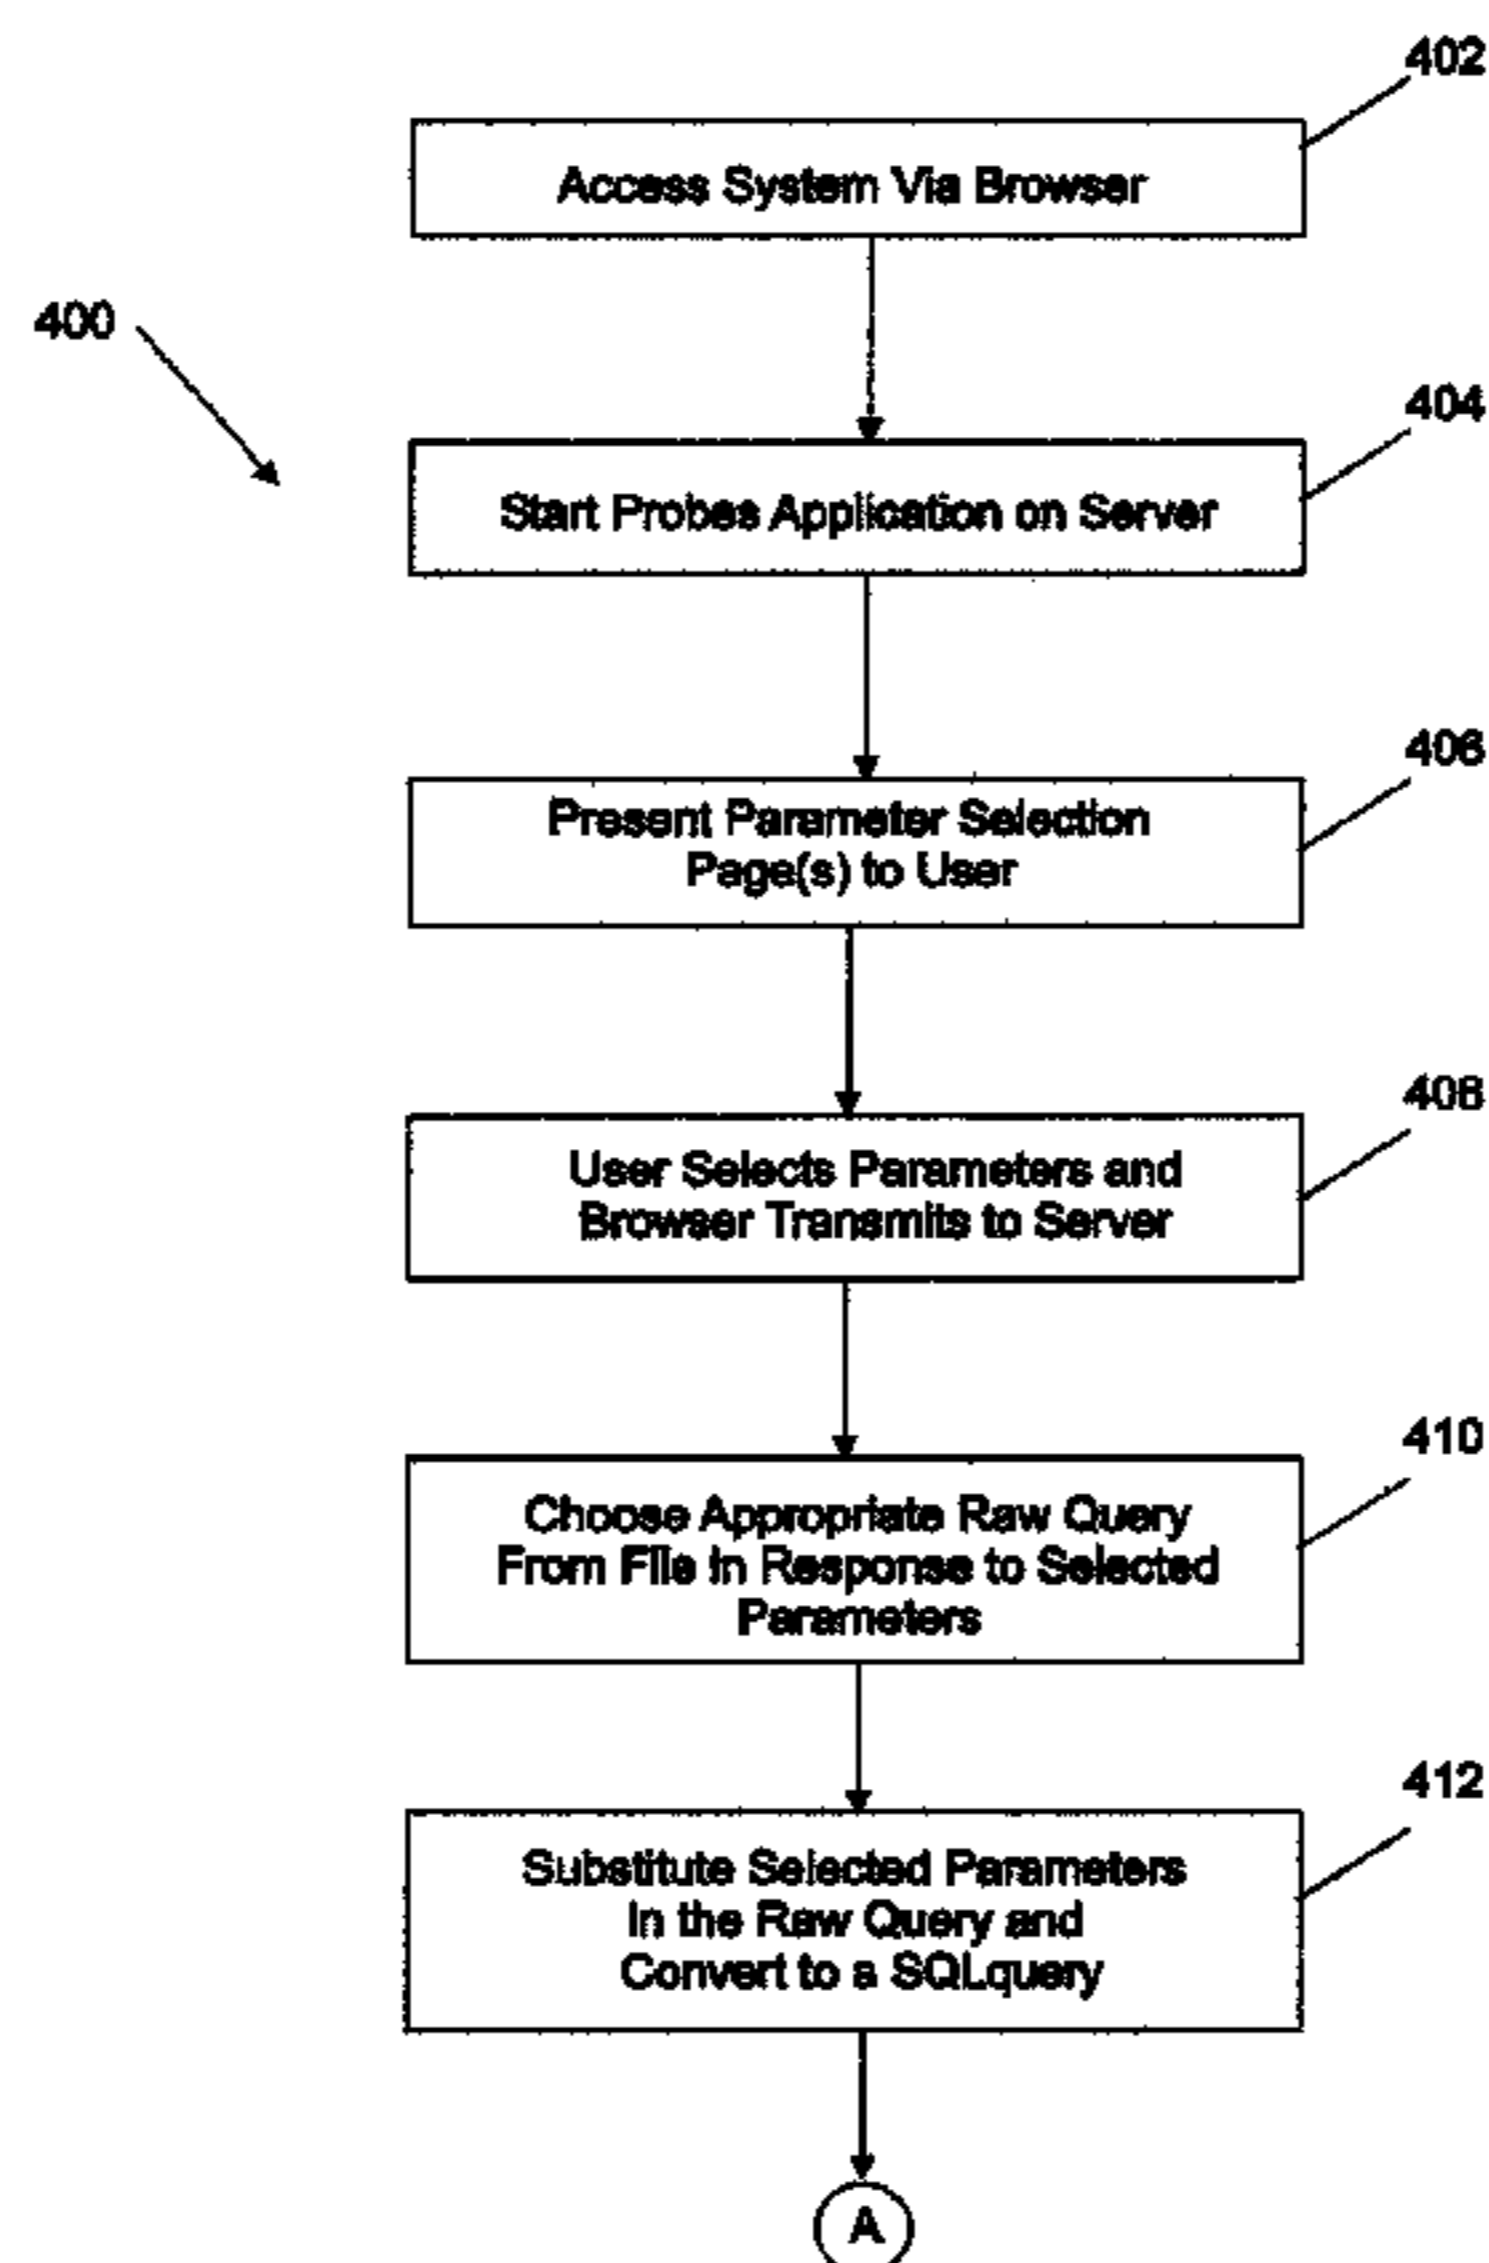 402
Access System Via Browser
400
404
Start Probes Application on Server
406
Present Parameter Selection
Page(s) to User
408
User Selects Parameters and
Browser Transmits to Server
410
Choose Appropriate Raw Query
From File in Response to Selected
Parameters
412
Substitute Selected Parameters
in the Raw Query and
Convert to a SQLquery
A